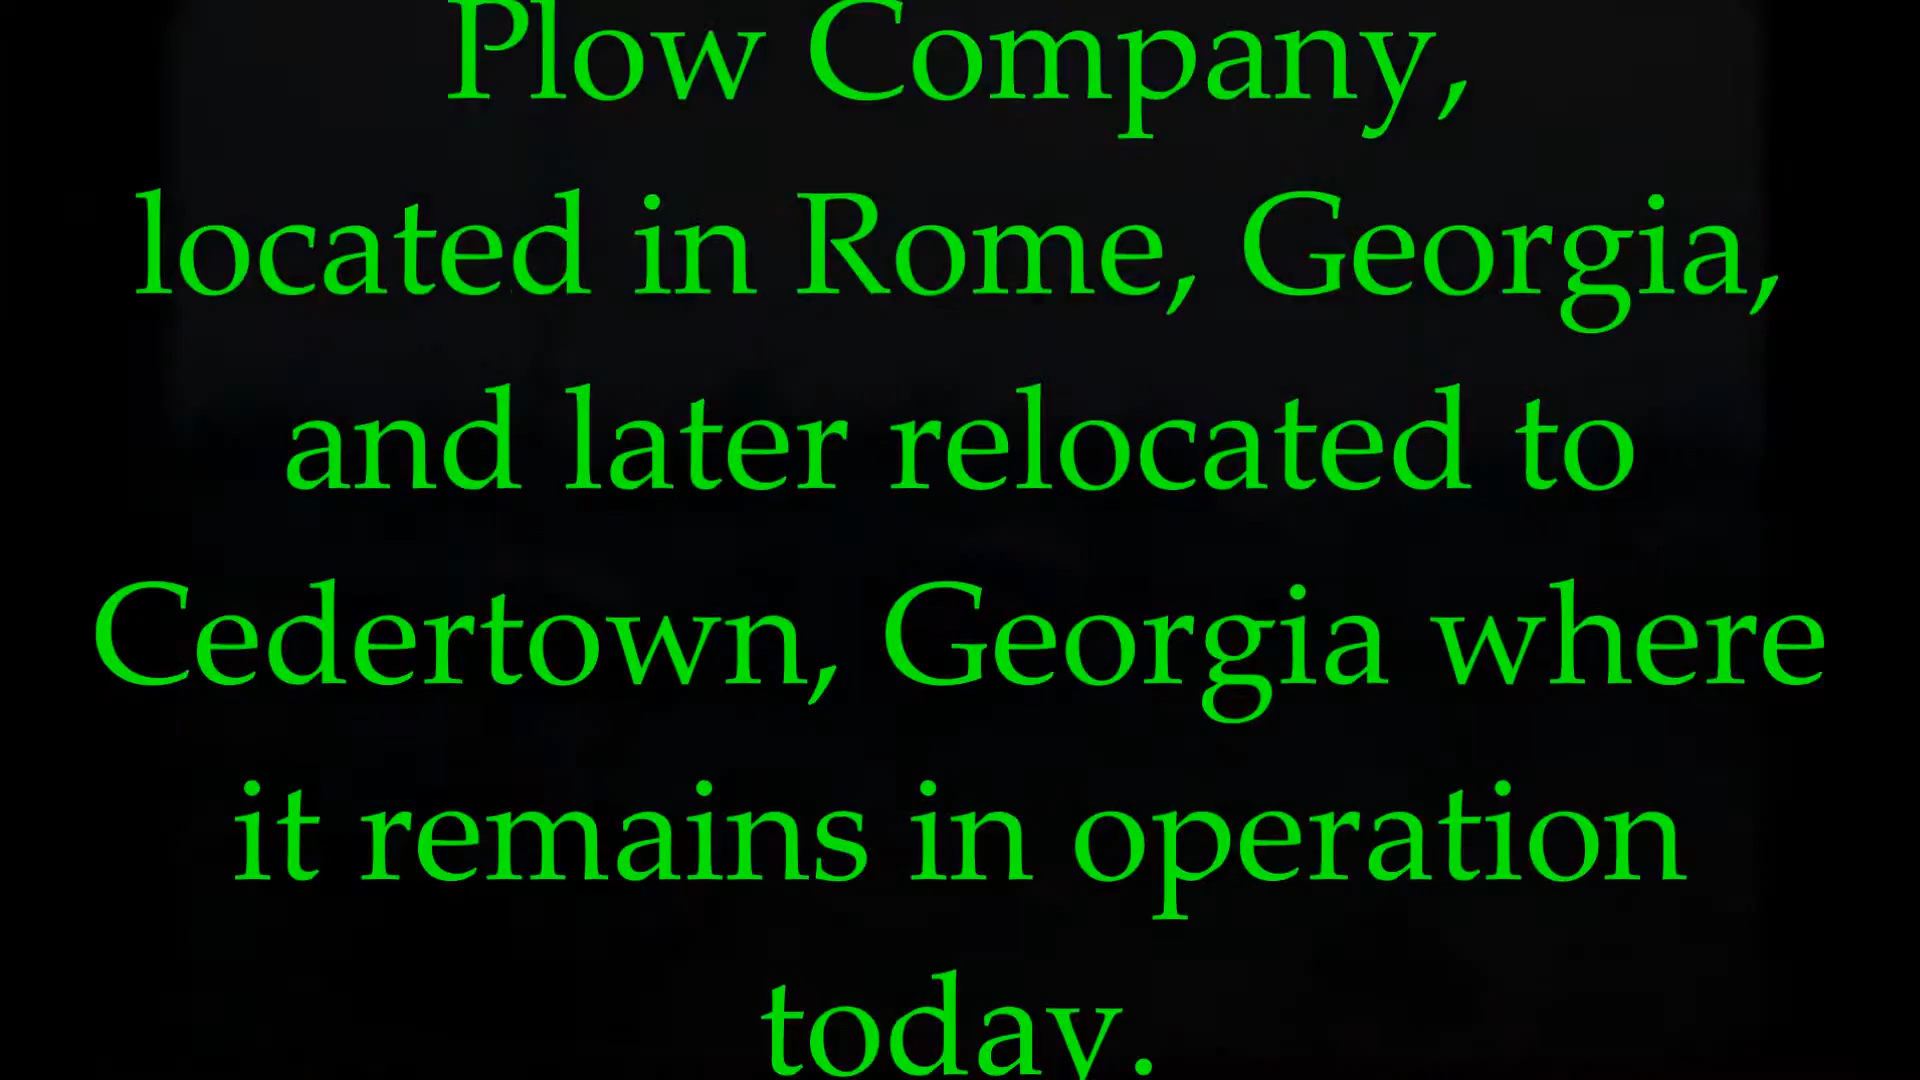 Plow Company,
located in Rome, Georgia,
and later relocated to
Cedertown, Georgia where
it remains in operation
today.